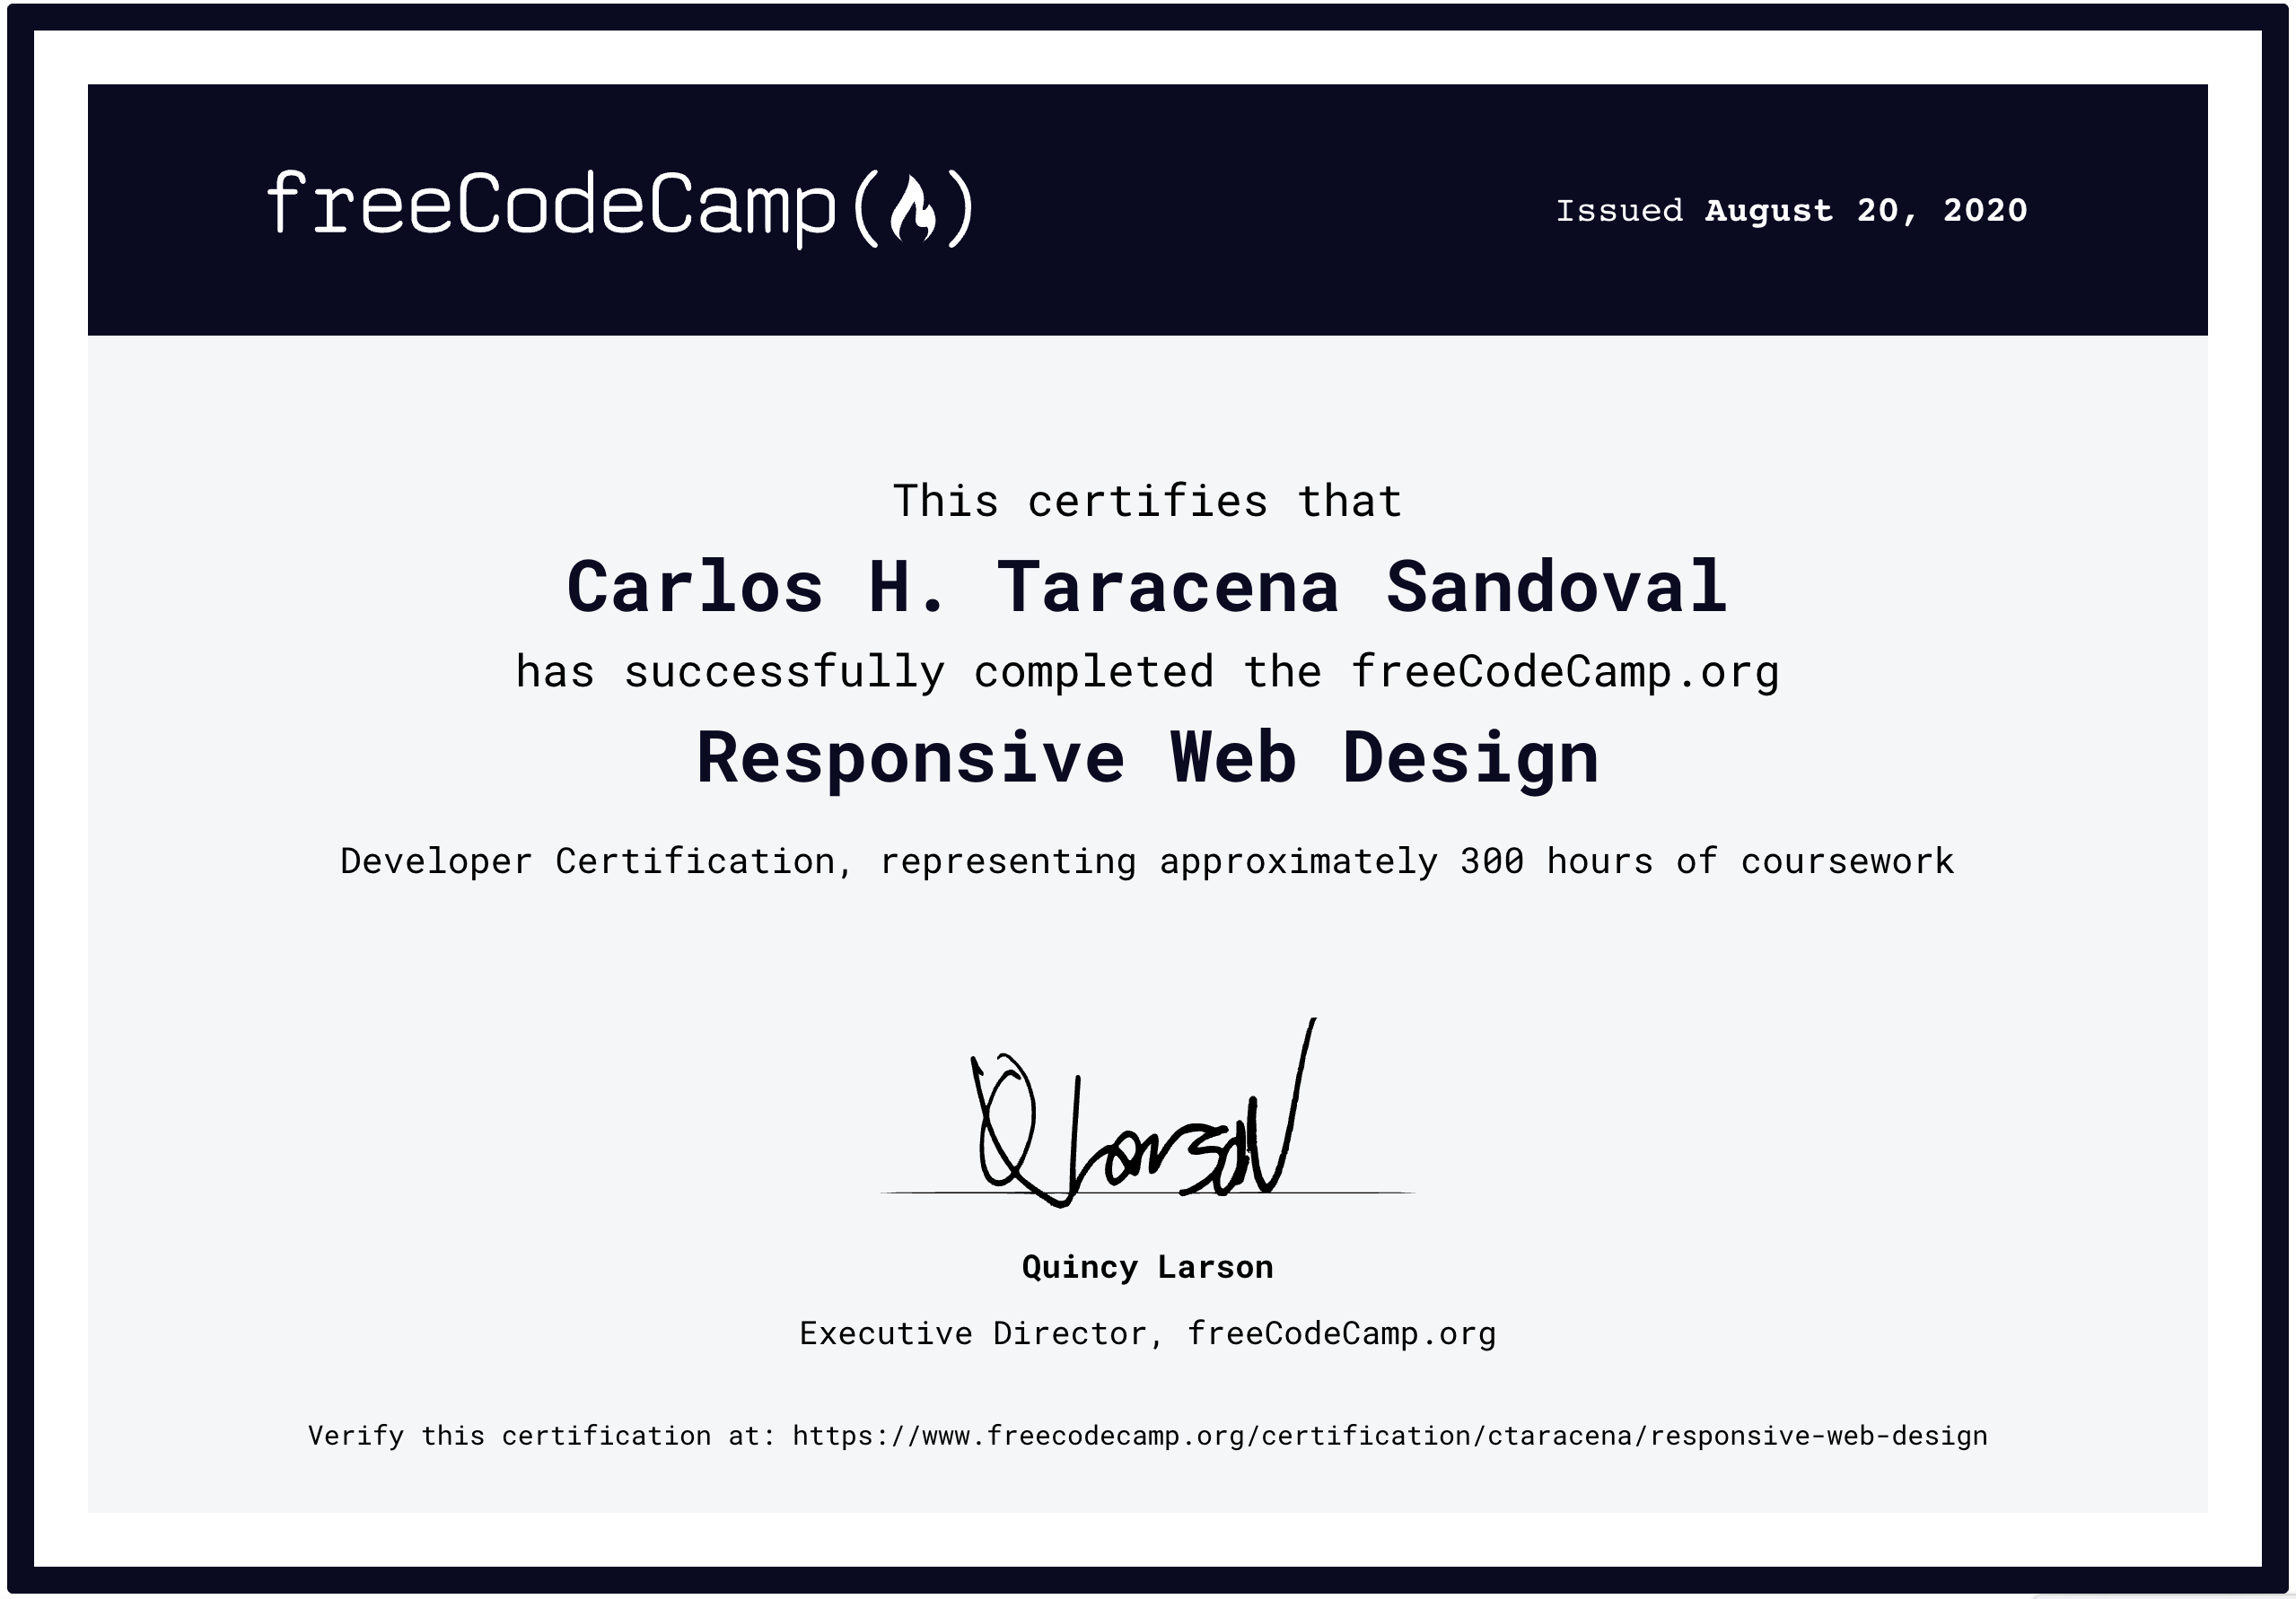 freeCodeCamp(🔥)
Issued August 20, 2020
This certifies that
Carlos H. Taracena Sandoval
has successfully completed the freeCodeCamp.org
Responsive Web Design
Developer Certification, representing approximately 300 hours of coursework
Q Larson
Quincy Larson
Executive Director, freeCodeCamp.org
Verify this certification at: https://www.freecodecamp.org/certification/ctaracena/responsive-web-design